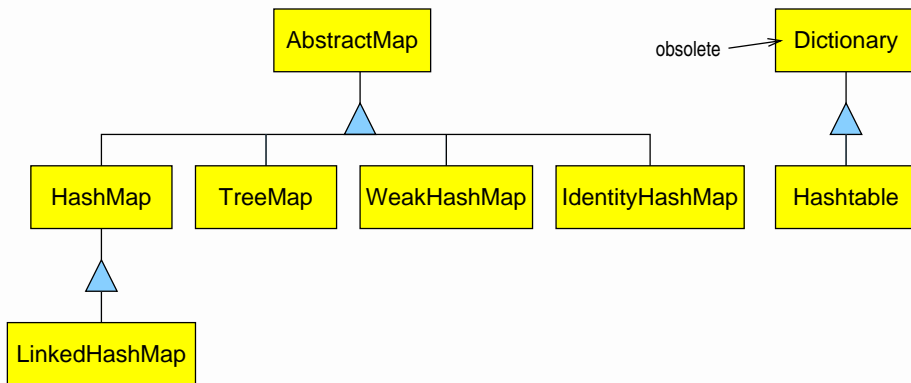 AbstractMap
obsolete
Dictionary
HashMap
TreeMap
WeakHashMap
IdentityHashMap
Hashtable
LinkedHashMap